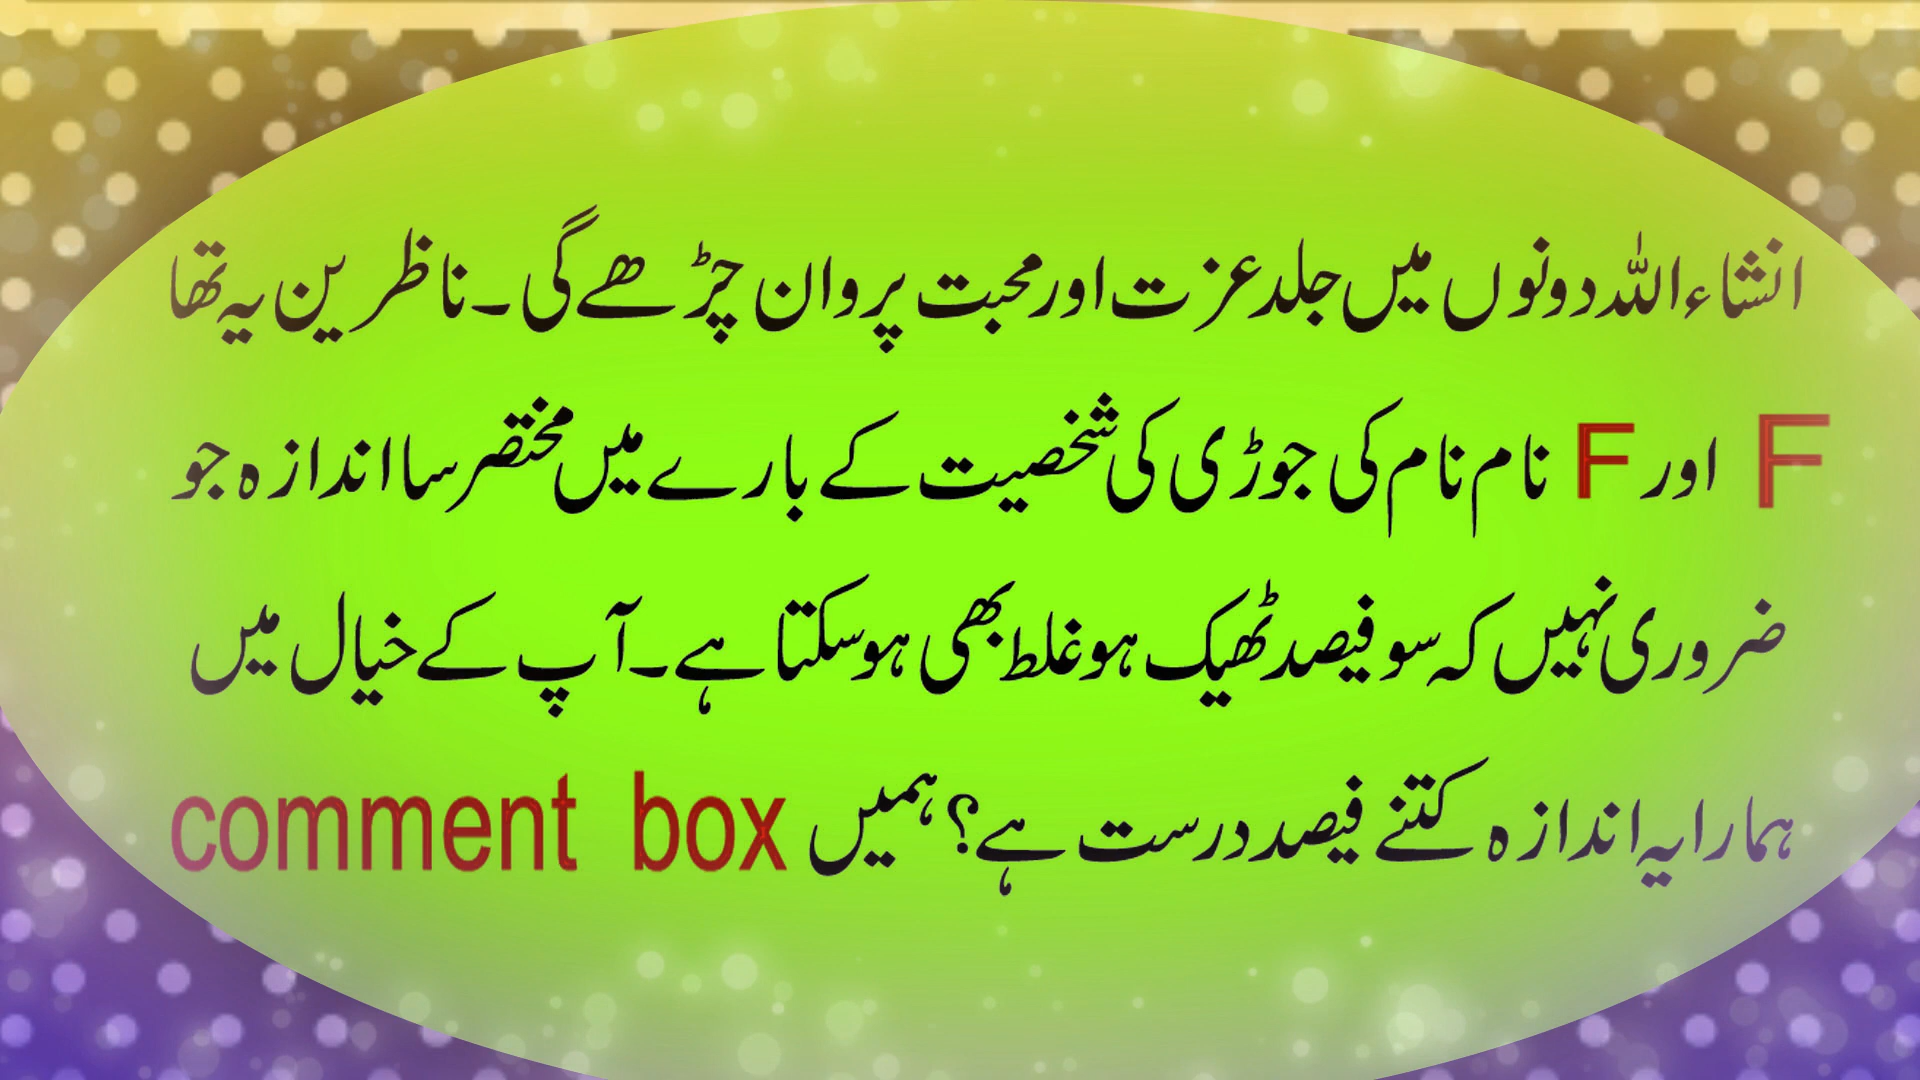 انشاء اللہ دونوں میں جلد عزت اور محبت پروان چڑھے گی۔ ناظرین یہ تھا
F اور F نام نام کی جوڑی کی شخصیت کے بارے میں مختصر سا اندازہ جو
ضروری نہیں کہ سو فیصد ٹھیک ہو غلط بھی ہو سکتا ہے۔ آپ کے خیال میں
ہمارا یہ اندازہ کتنے فیصد درست ہے؟ ہمیں comment box